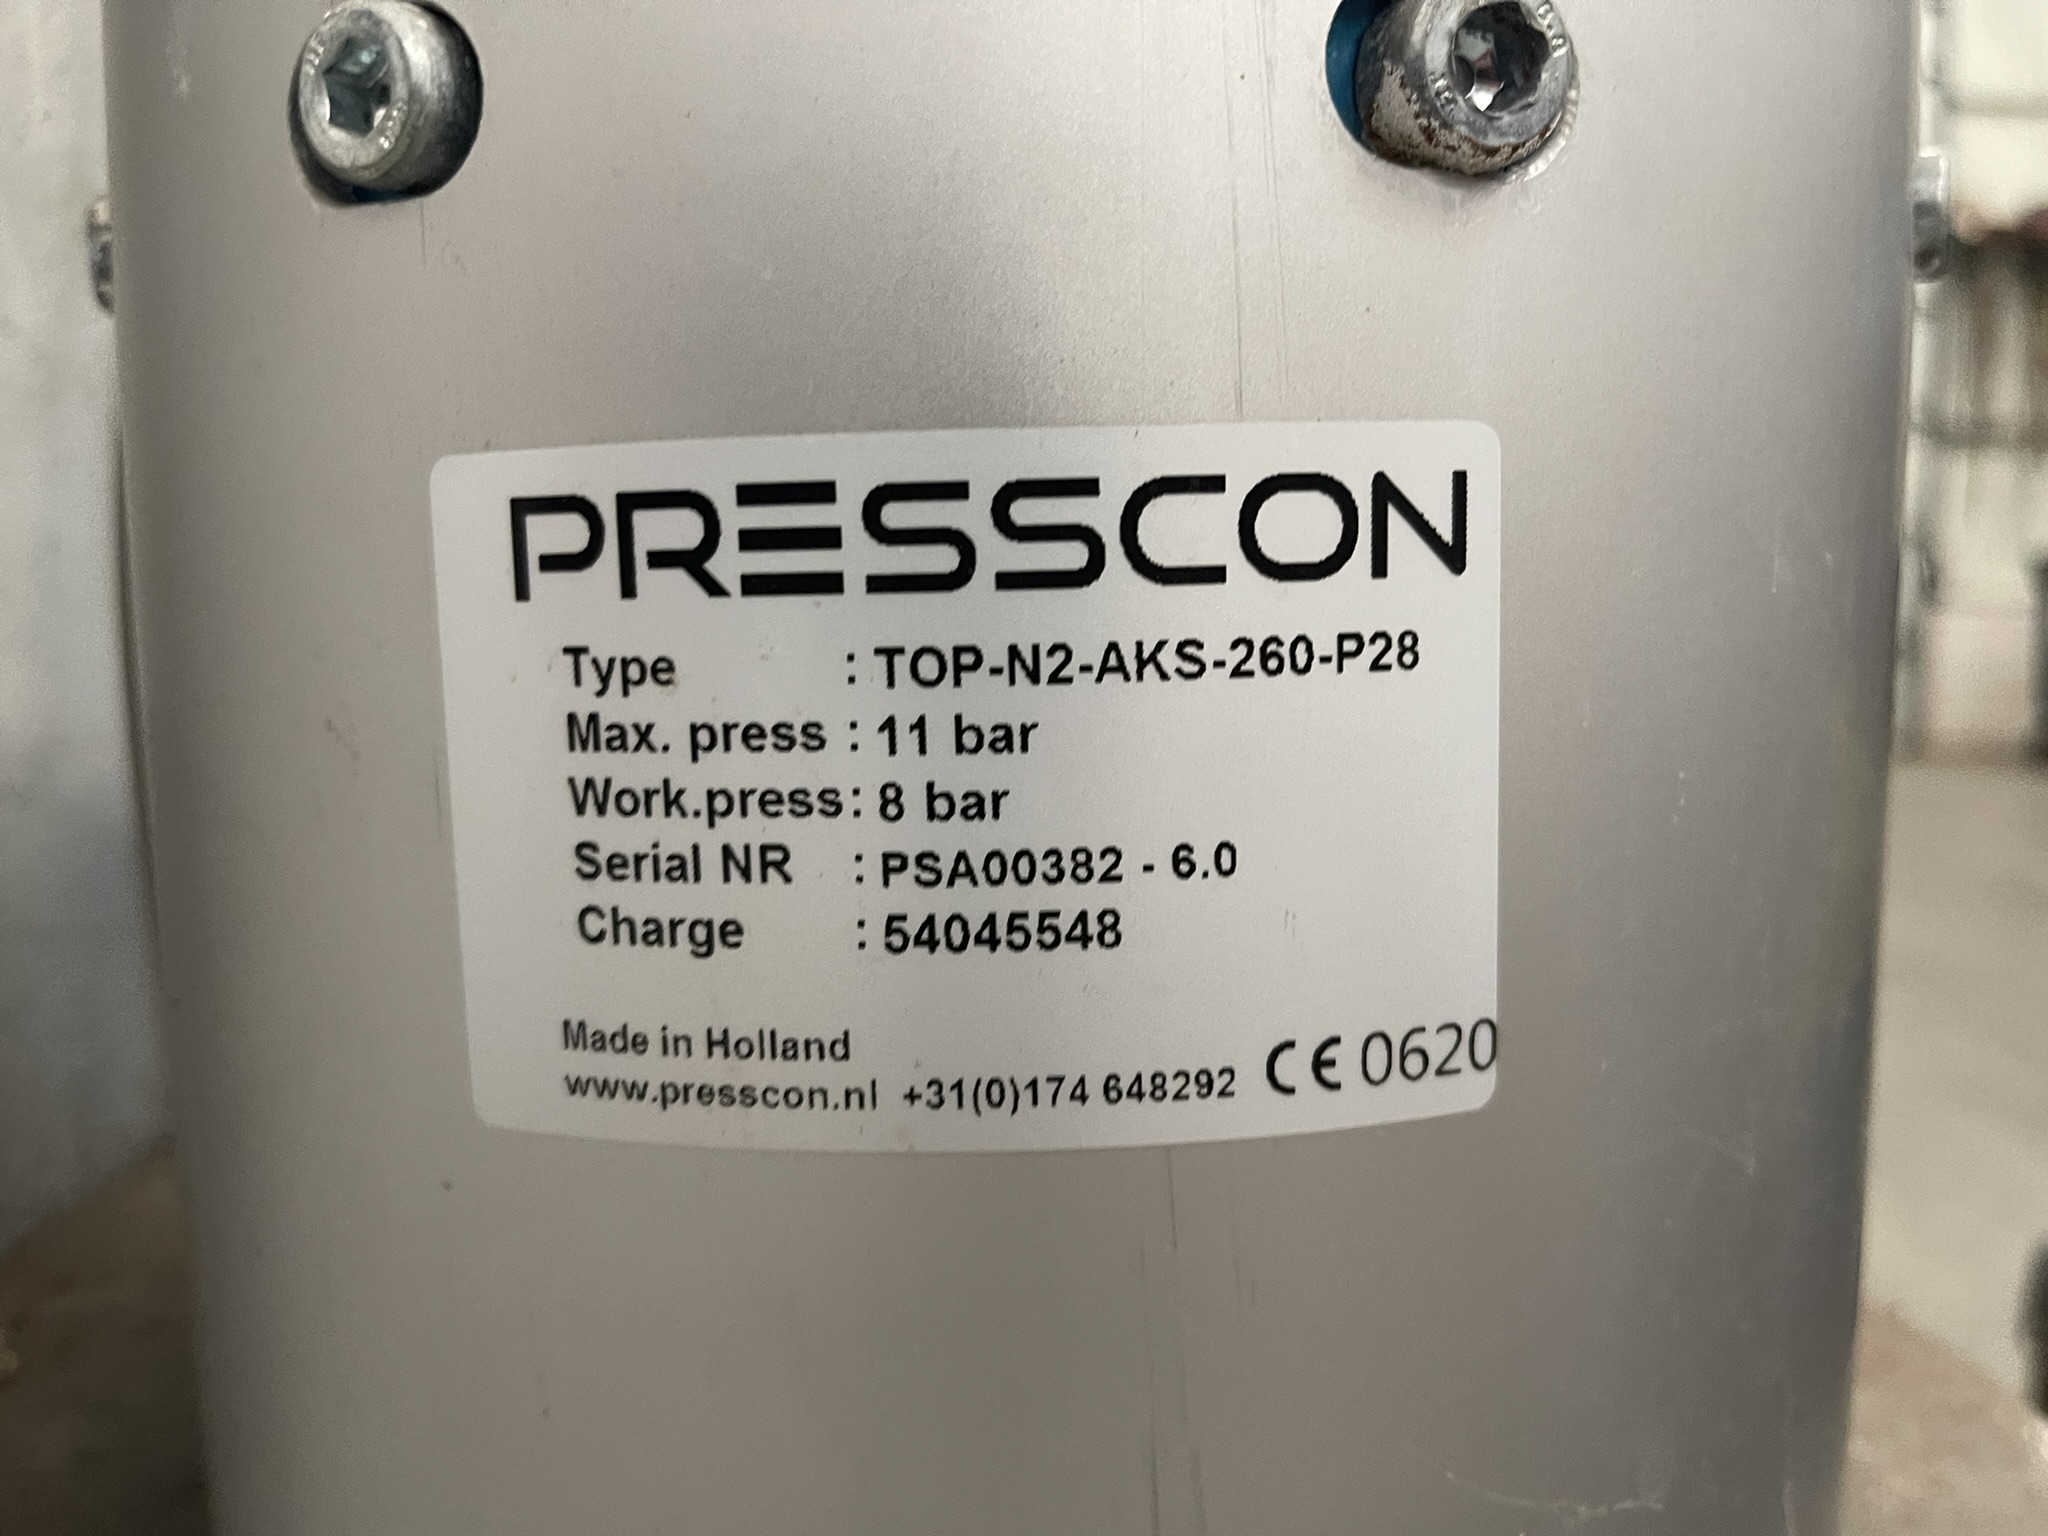 PRESSCON
Type : TOP-N2-AKS-260-P28
Max. press : 11 bar
Work.press: 8 bar
Serial NR : PSA00382 - 6.0
Charge : 54045548
Made in Holland
www.presscon.nl +31(0)174 648292 CE 0620